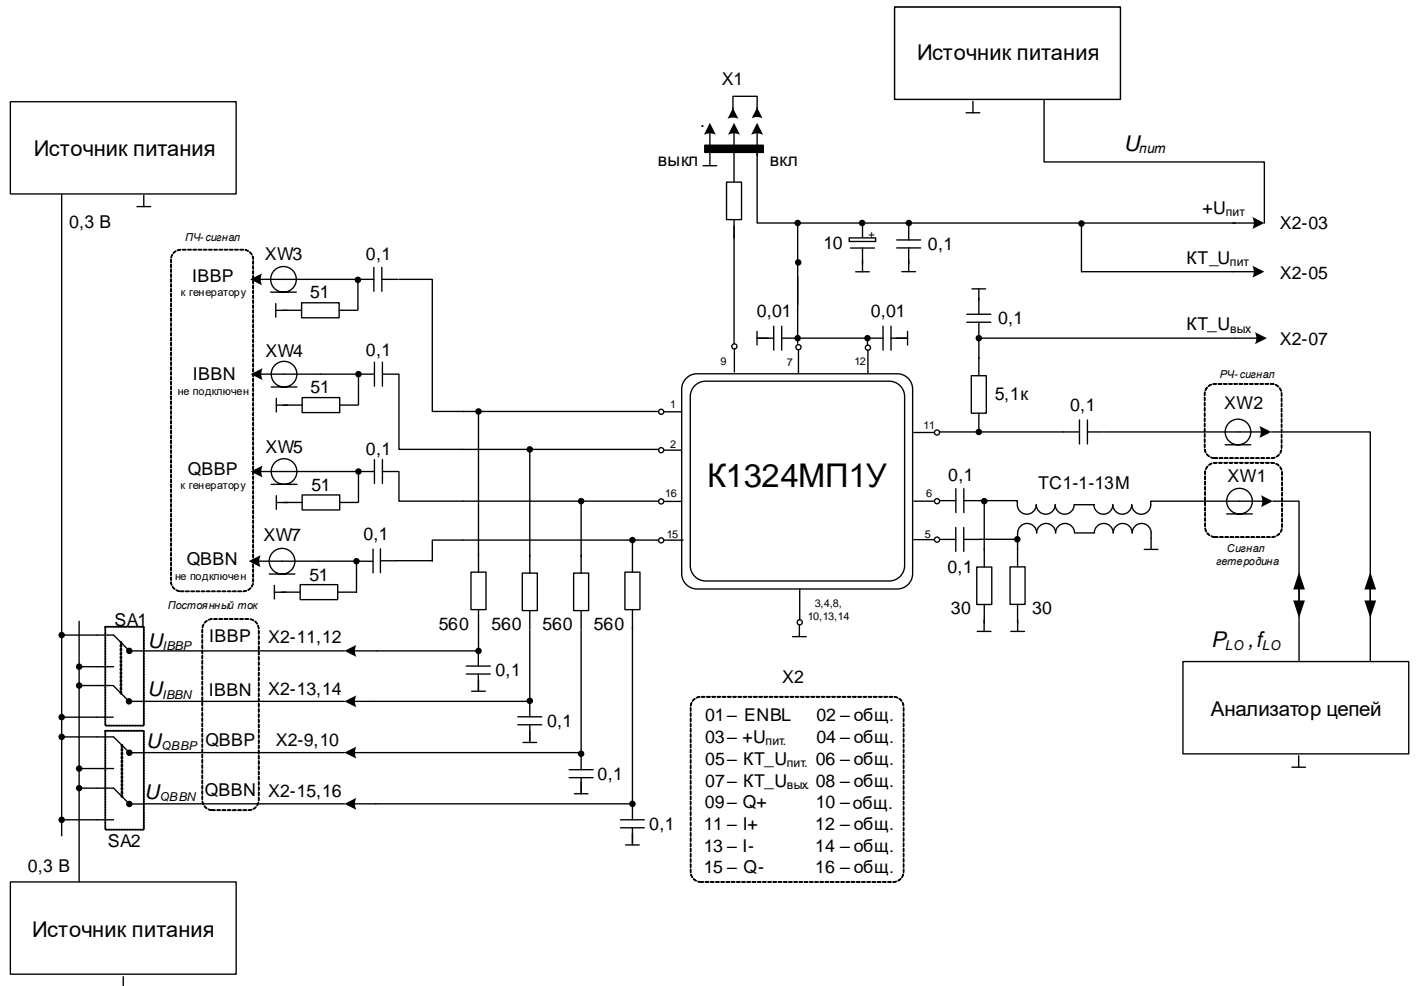 Источник питания
X1
Источник питания
выкл
вкл
Uпит
0,3 В
+Uпит
X2-03
ПЧ-сигнал
XW3
0,1
IBBP
к генератору
51
10
+
0,1
КТ_Uпит
X2-05
0,01
0,01
0,1
КТ_Uвых
X2-07
XW4
0,1
IBBN
не подключен
51
9
7
12
5,1к
РЧ-сигнал
XW2
0,1
1
11
2
XW5
0,1
QBBP
к генератору
51
К1324МП1У
16
6
0,1
TC1-1-13M
XW1
XW7
0,1
QBBN
не подключен
51
15
5
0,1
Сигнал
гетеродина
Постоянный ток
560
560
560
560
3,4,8,
10,13,14
30
30
SA1
UIBBP
IBBP
X2-11,12
0,1
PLO , fLO
UIBBN
IBBN
X2-13,14
0,1
X2
Анализатор цепей
UQBBP
QBBP
X2-9,10
0,1
UQBBN
QBBN
X2-15,16
0,1
SA2
01 – ENBL 02 – общ.
03 – +Uпит. 04 – общ.
05 – КТ_Uпит. 06 – общ.
07 – КТ_Uвых. 08 – общ.
09 – Q+ 10 – общ.
11 – I+ 12 – общ.
13 – I- 14 – общ.
15 – Q- 16 – общ.
0,3 В
Источник питания